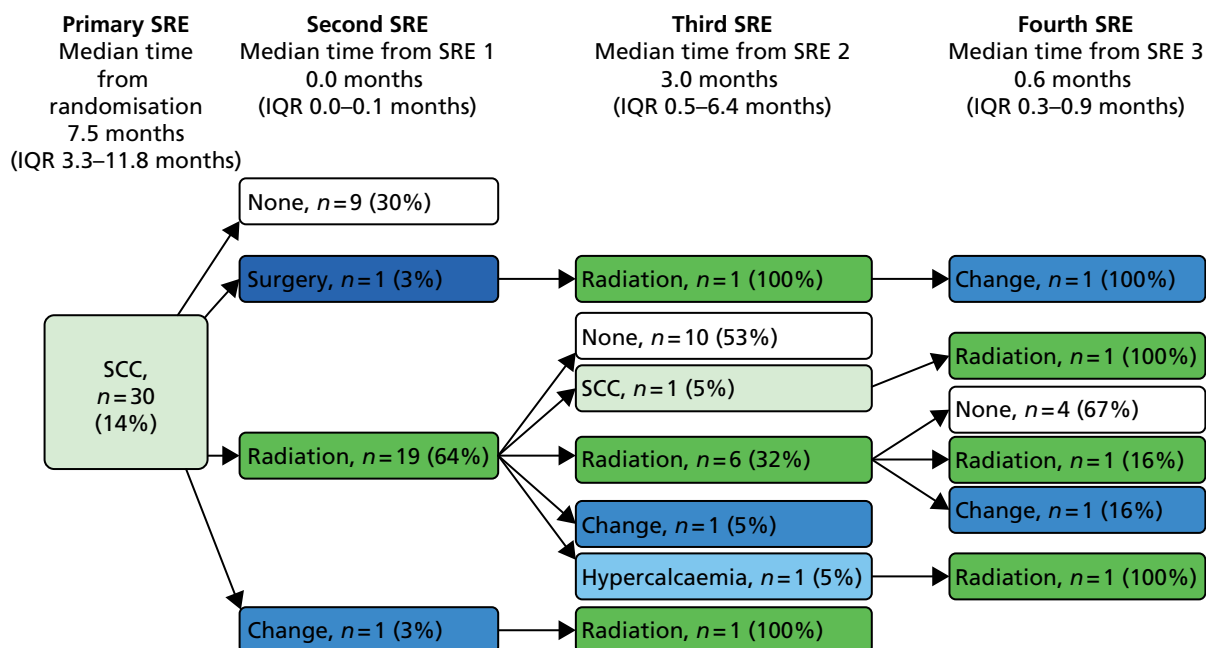 Primary SRE
Median time
from
randomisation
7.5 months
(IQR 3.3–11.8 months)
Second SRE
Median time from SRE 1
0.0 months
(IQR 0.0–0.1 months)
Third SRE
Median time from SRE 2
3.0 months
(IQR 0.5–6.4 months)
Fourth SRE
Median time from SRE 3
0.6 months
(IQR 0.3–0.9 months)
SCC,
n=30
(14%)
None, n=9 (30%)
Surgery, n=1 (3%)
Radiation, n=19 (64%)
Change, n=1 (3%)
Radiation, n=1 (100%)
None, n=10 (53%)
SCC, n=1 (5%)
Radiation, n=6 (32%)
Change, n=1 (5%)
Hypercalcaemia, n=1 (5%)
Radiation, n=1 (100%)
Change, n=1 (100%)
Radiation, n=1 (100%)
None, n=4 (67%)
Radiation, n=1 (16%)
Change, n=1 (16%)
Radiation, n=1 (100%)